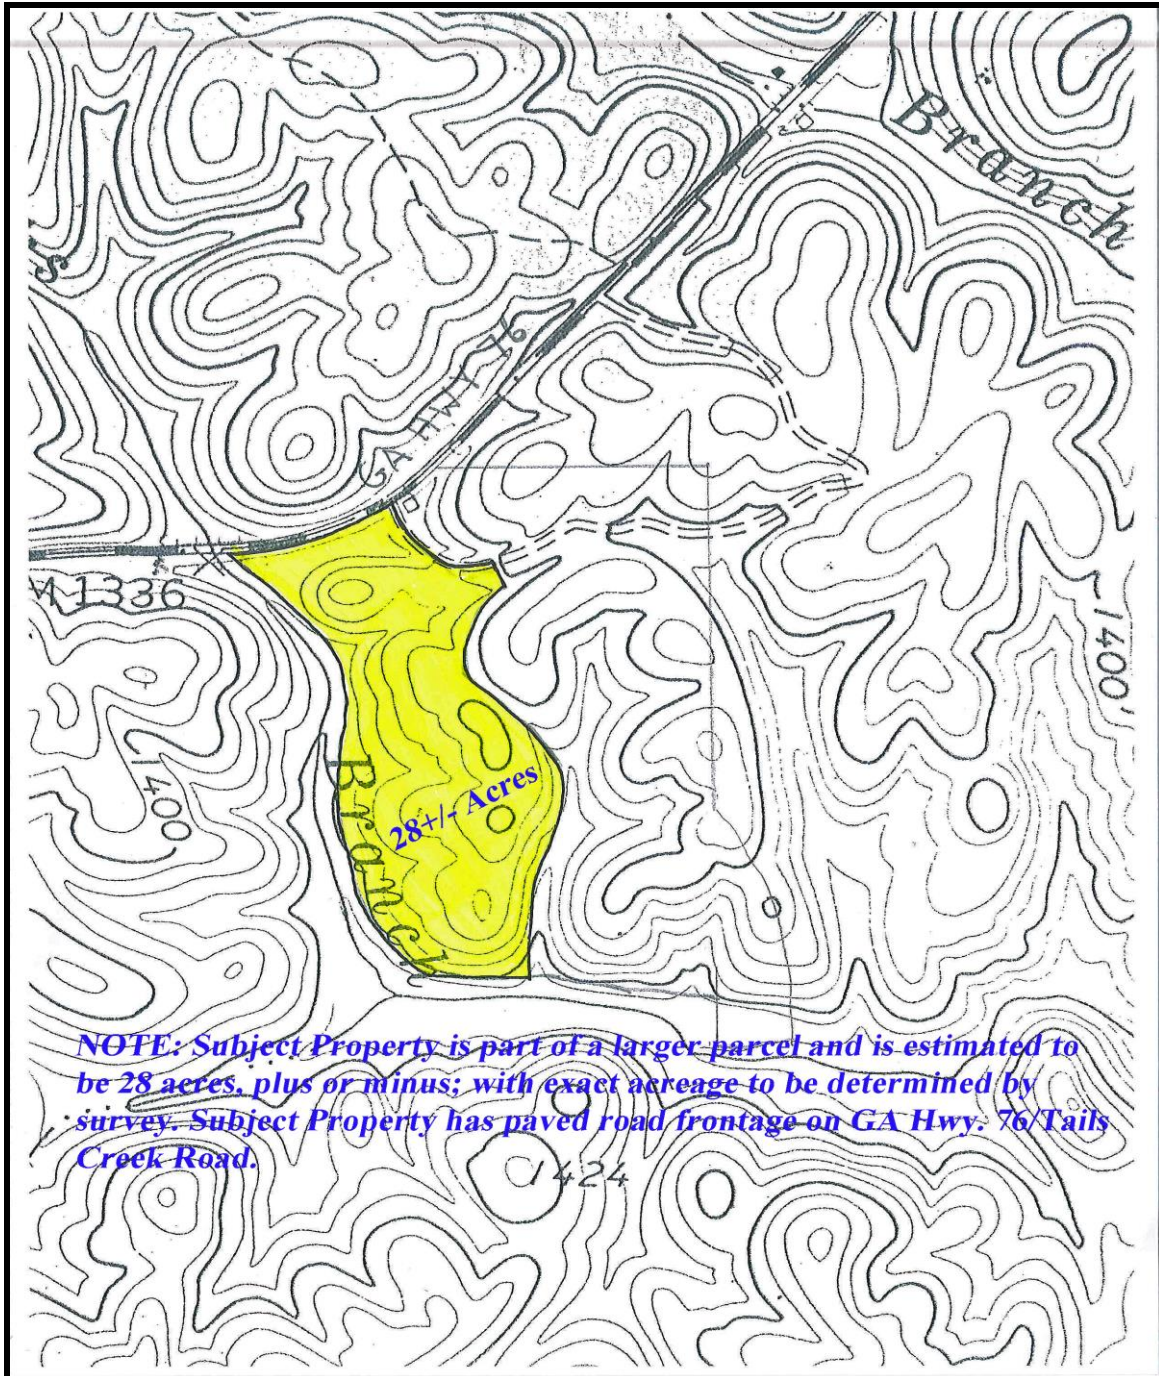 Branch
s
GA HWY 76
M1336
1400'
1400
Branch
28+/- Acres
NOTE: Subject Property is part of a larger parcel and is estimated to
be 28 acres, plus or minus; with exact acreage to be determined by
survey. Subject Property has paved road frontage on GA Hwy. 76/Tails
Creek Road.
1424